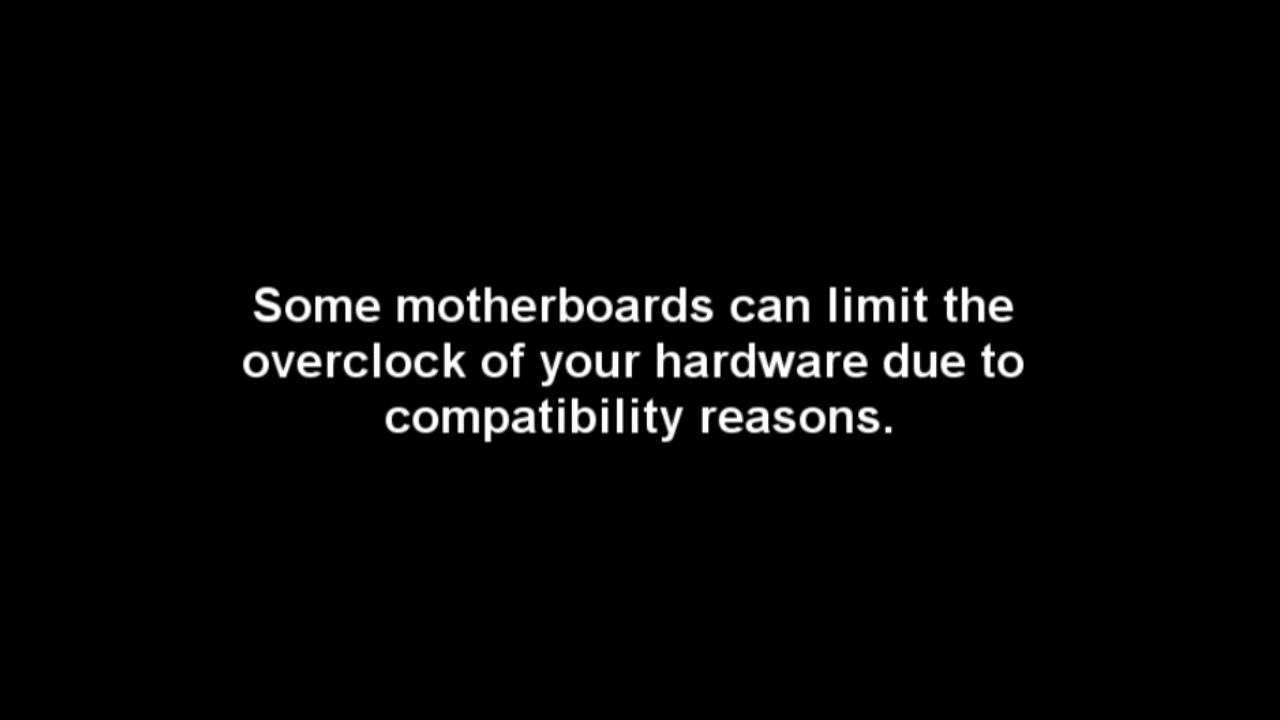 Some motherboards can limit the
overclock of your hardware due to
compatibility reasons.